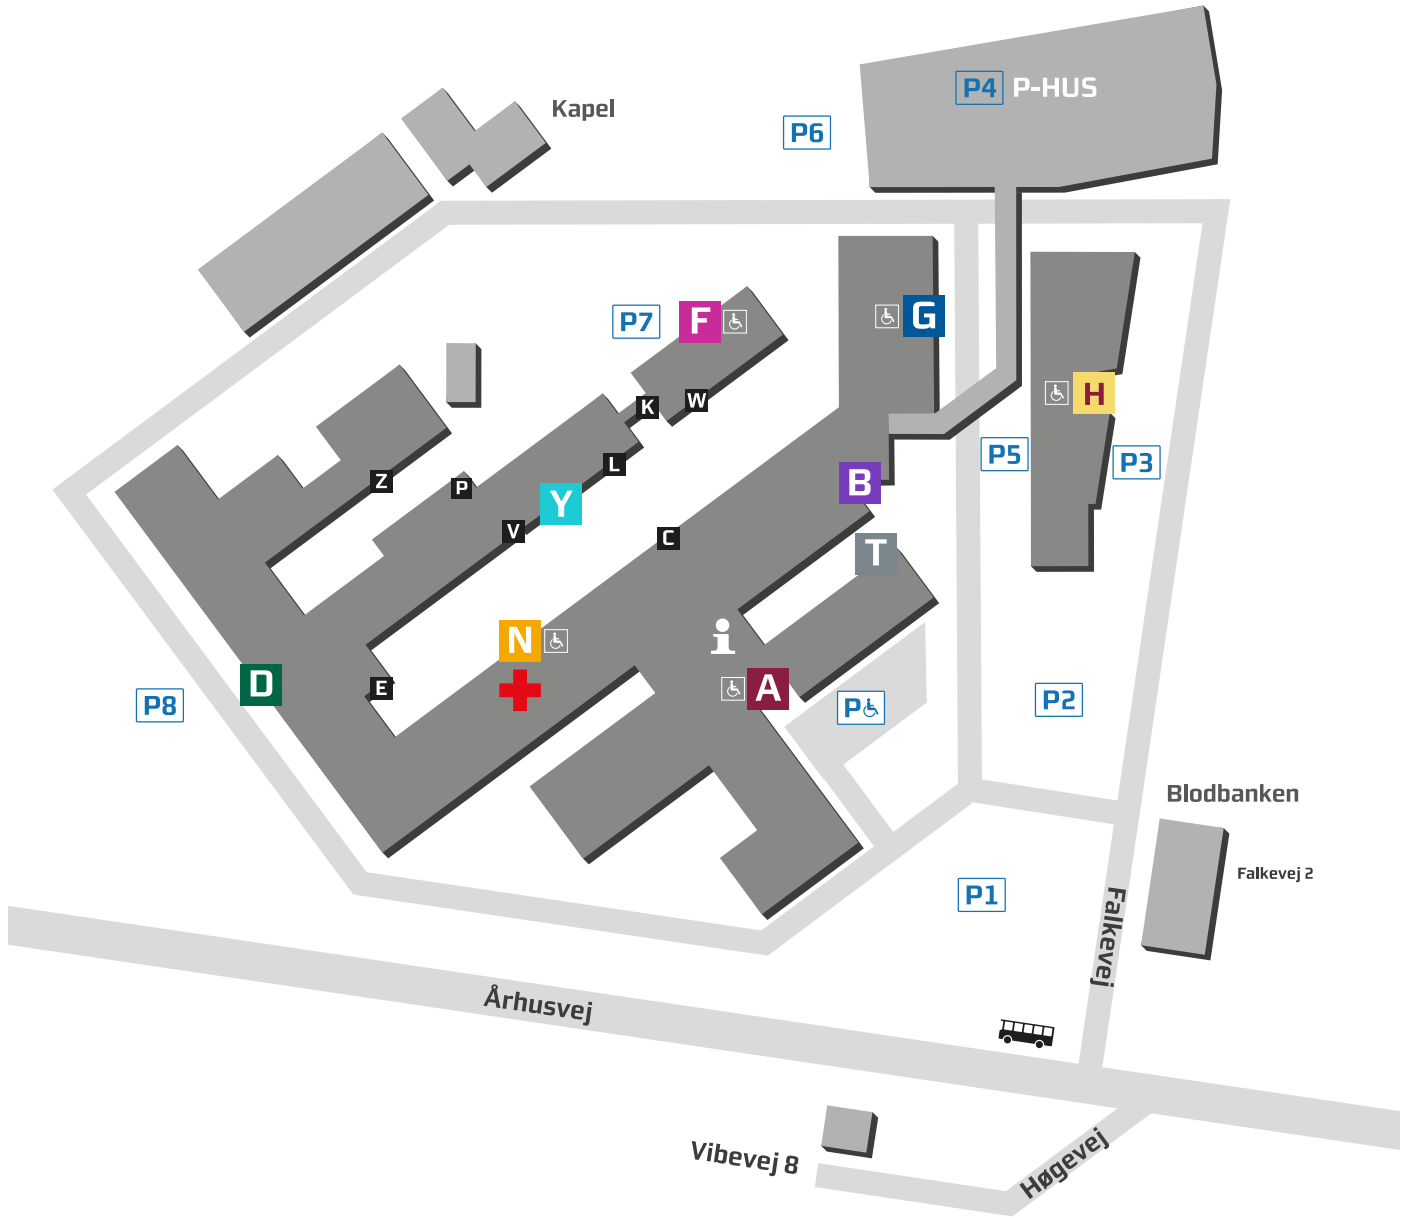 P4 P-HUS
Kapel
P6
P7
F
G
H
K
W
P5
P3
L
Z
P
B
Y
V
C
T
N
i
D
E
A
P8
P
P2
Blodbanken
Falkevej 2
P1
Falkevej
Århusvej
Vibevej 8
Høgevej